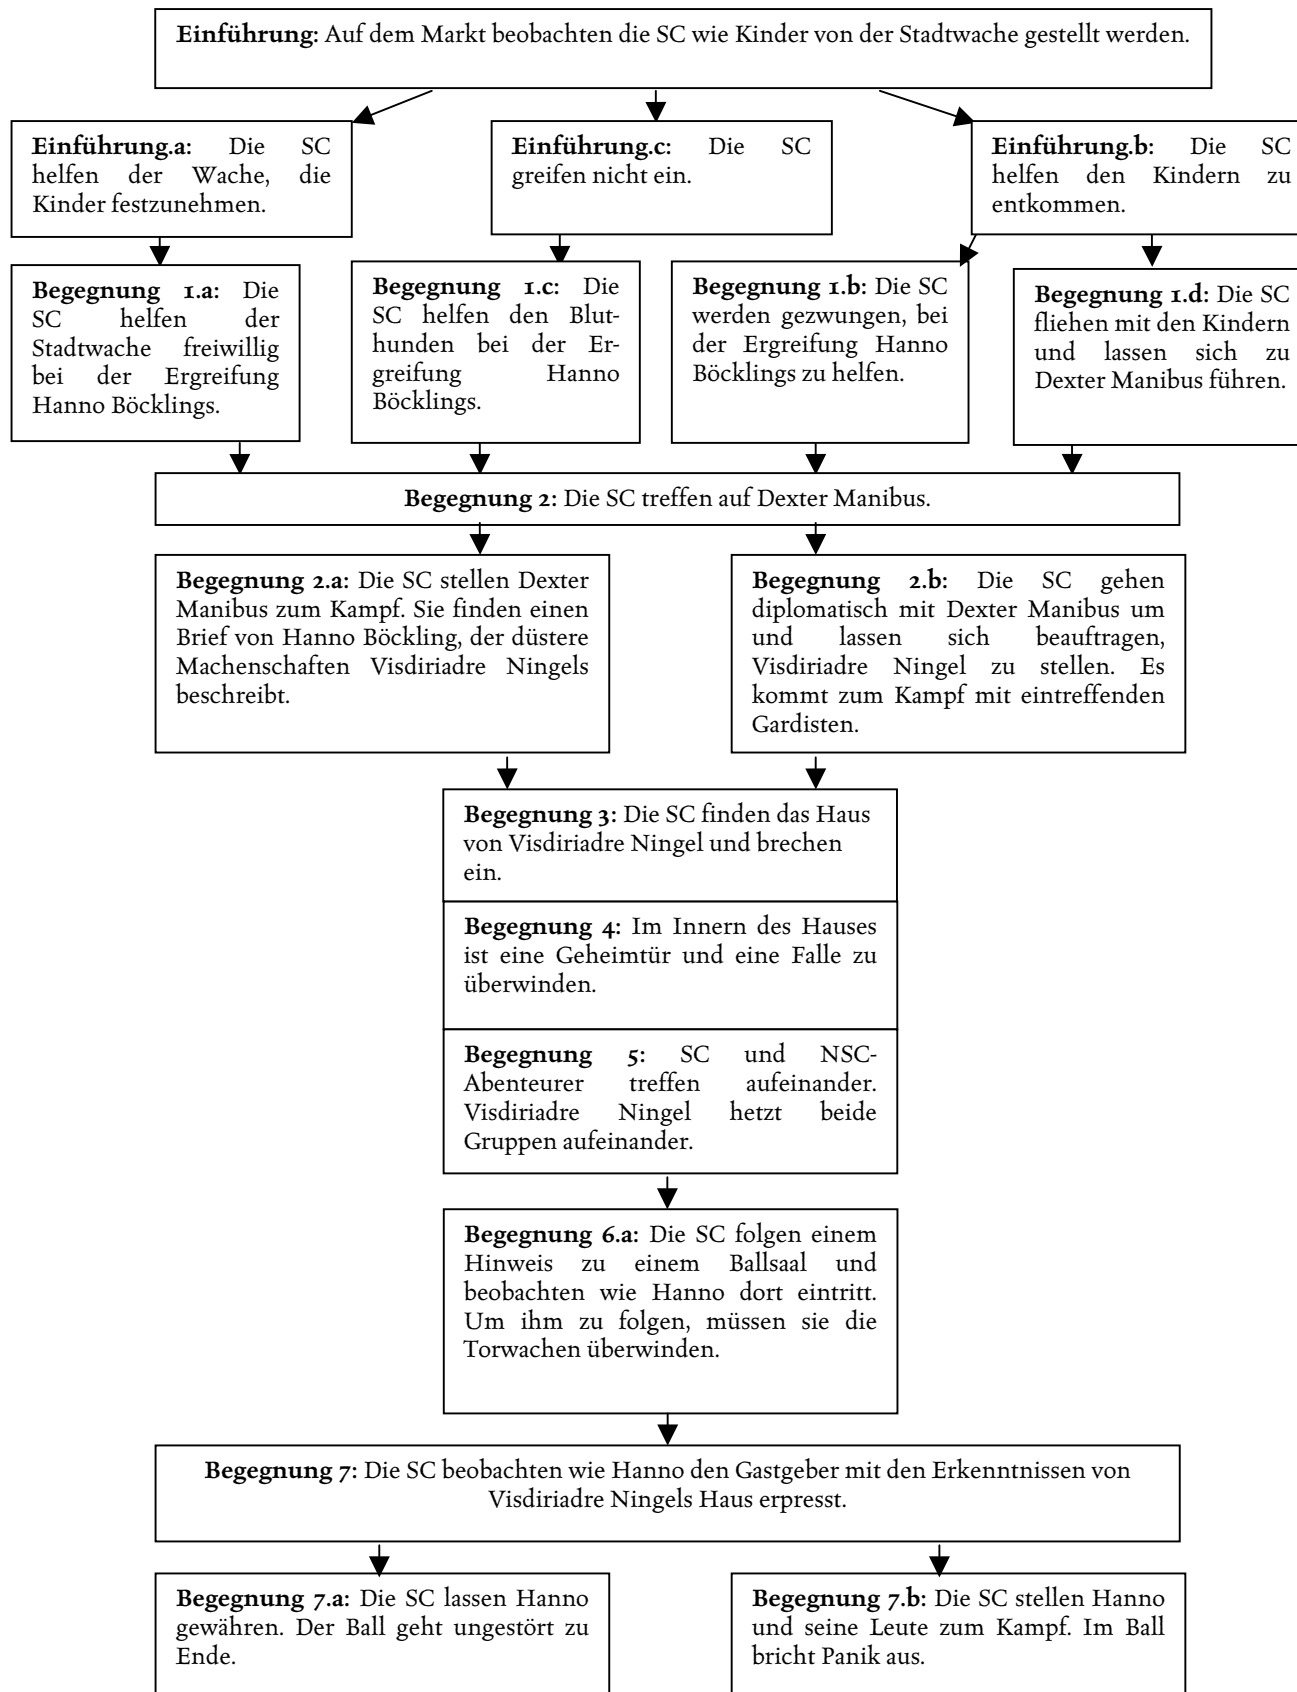 Einführung: Auf dem Markt beobachten die SC wie Kinder von der Stadtwache gestellt werden.
Einführung.a: Die SC
helfen der Wache, die
Kinder festzunehmen.
Einführung.c: Die SC
greifen nicht ein.
Einführung.b: Die SC
helfen den Kindern zu
entkommen.
Begegnung 1.a: Die
SC helfen der
Stadtwache freiwillig
bei der Ergreifung
Hanno Böcklings.
Begegnung 1.c: Die
SC helfen den Blut-
hunden bei der Er-
greifung Hanno
Böcklings.
Begegnung 1.b: Die SC
werden gezwungen, bei
der Ergreifung Hanno
Böcklings zu helfen.
Begegnung 1.d: Die SC
fliehen mit den Kindern
und lassen sich zu
Dexter Manibus führen.
Begegnung 2: Die SC treffen auf Dexter Manibus.
Begegnung 2.a: Die SC stellen Dexter
Manibus zum Kampf. Sie finden einen
Brief von Hanno Böckling, der düstere
Machenschaften Visdiriadre Ningels
beschreibt.
Begegnung 2.b: Die SC gehen
diplomatisch mit Dexter Manibus um
und lassen sich beauftragen,
Visdiriadre Ningel zu stellen. Es
kommt zum Kampf mit eintreffenden
Gardisten.
Begegnung 3: Die SC finden das Haus
von Visdiriadre Ningel und brechen
ein.
Begegnung 4: Im Innern des Hauses
ist eine Geheimtür und eine Falle zu
überwinden.
Begegnung 5: SC und NSC-
Abenteurer treffen aufeinander.
Visdiriadre Ningel hetzt beide
Gruppen aufeinander.
Begegnung 6.a: Die SC folgen einem
Hinweis zu einem Ballsaal und
beobachten wie Hanno dort eintritt.
Um ihm zu folgen, müssen sie die
Torwachen überwinden.
Begegnung 7: Die SC beobachten wie Hanno den Gastgeber mit den Erkenntnissen von
Visdiriadre Ningels Haus erpresst.
Begegnung 7.a: Die SC lassen Hanno
gewähren. Der Ball geht ungestört zu
Ende.
Begegnung 7.b: Die SC stellen Hanno
und seine Leute zum Kampf. Im Ball
bricht Panik aus.